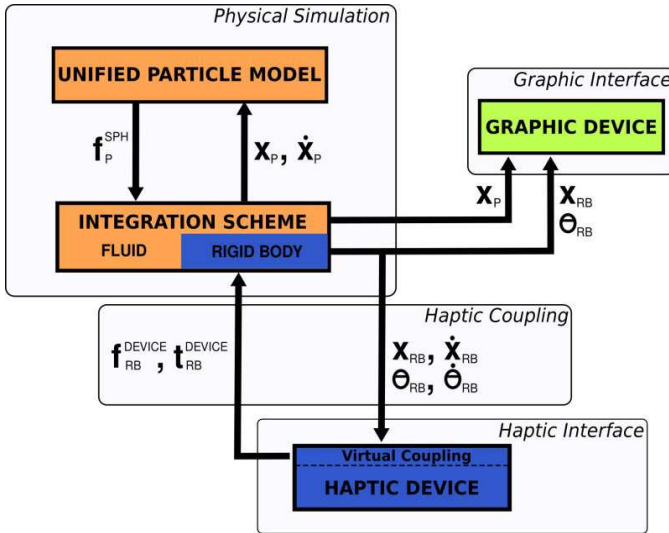 Physical Simulation
UNIFIED PARTICLE MODEL
Graphic Interface
GRAPHIC DEVICE
f_P^SPH
x_P, ẋ_P
x_P
x_RB
Θ_RB
INTEGRATION SCHEME
FLUID
RIGID BODY
Haptic Coupling
f_RB^DEVICE, t_RB^DEVICE
x_RB, ẋ_RB
Θ_RB, Θ̇_RB
Haptic Interface
Virtual Coupling
HAPTIC DEVICE